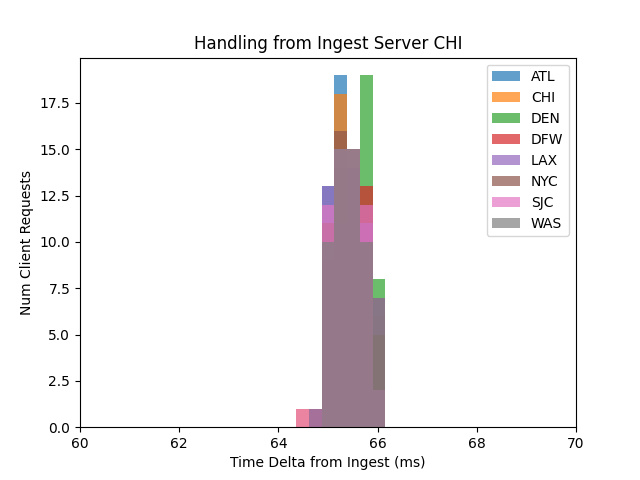 Handling from Ingest Server CHI
ATL
CHI
DEN
DFW
LAX
NYC
SJC
WAS
17.5
15.0
12.5
10.0
7.5
5.0
2.5
0.0
Num Client Requests
60 62 64 66 68 70
Time Delta from Ingest (ms)